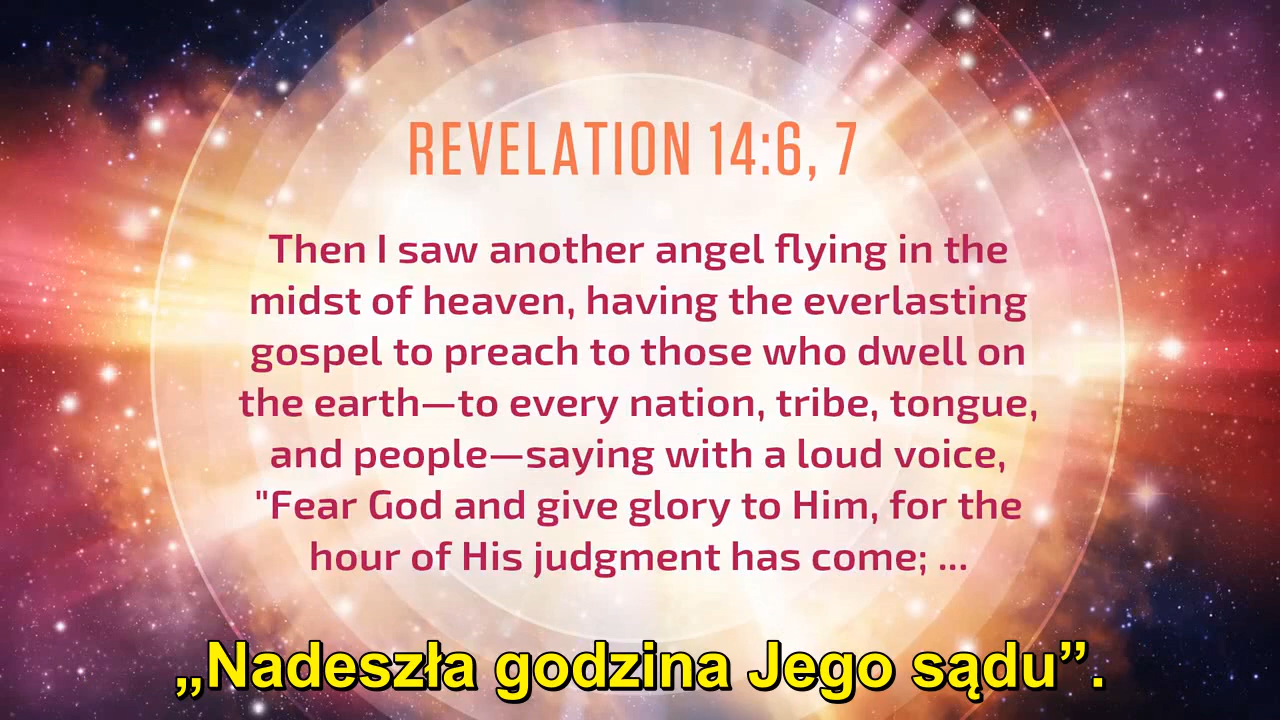 REVELATION 14:6, 7
Then I saw another angel flying in the
midst of heaven, having the everlasting
gospel to preach to those who dwell on
the earth—to every nation, tribe, tongue,
and people—saying with a loud voice,
"Fear God and give glory to Him, for the
hour of His judgment has come; ...
„Nadeszła godzina Jego sądu”.